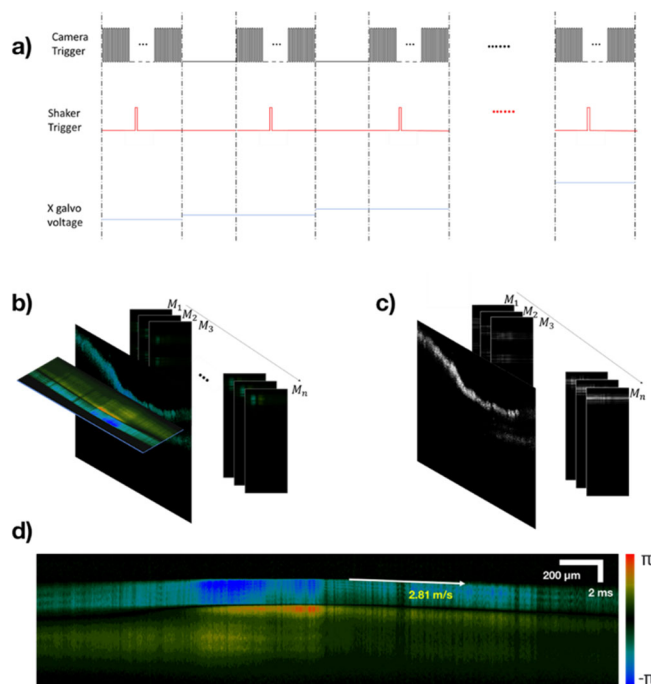 a)
Camera
Trigger
...
...
...
......
...
Shaker
Trigger
......
X galvo
voltage
b)
M₁
M₂
M₃
...
Mₙ
c)
M₁
M₂
M₃
Mₙ
d)
200 µm
2 ms
2.81 m/s
π
-π